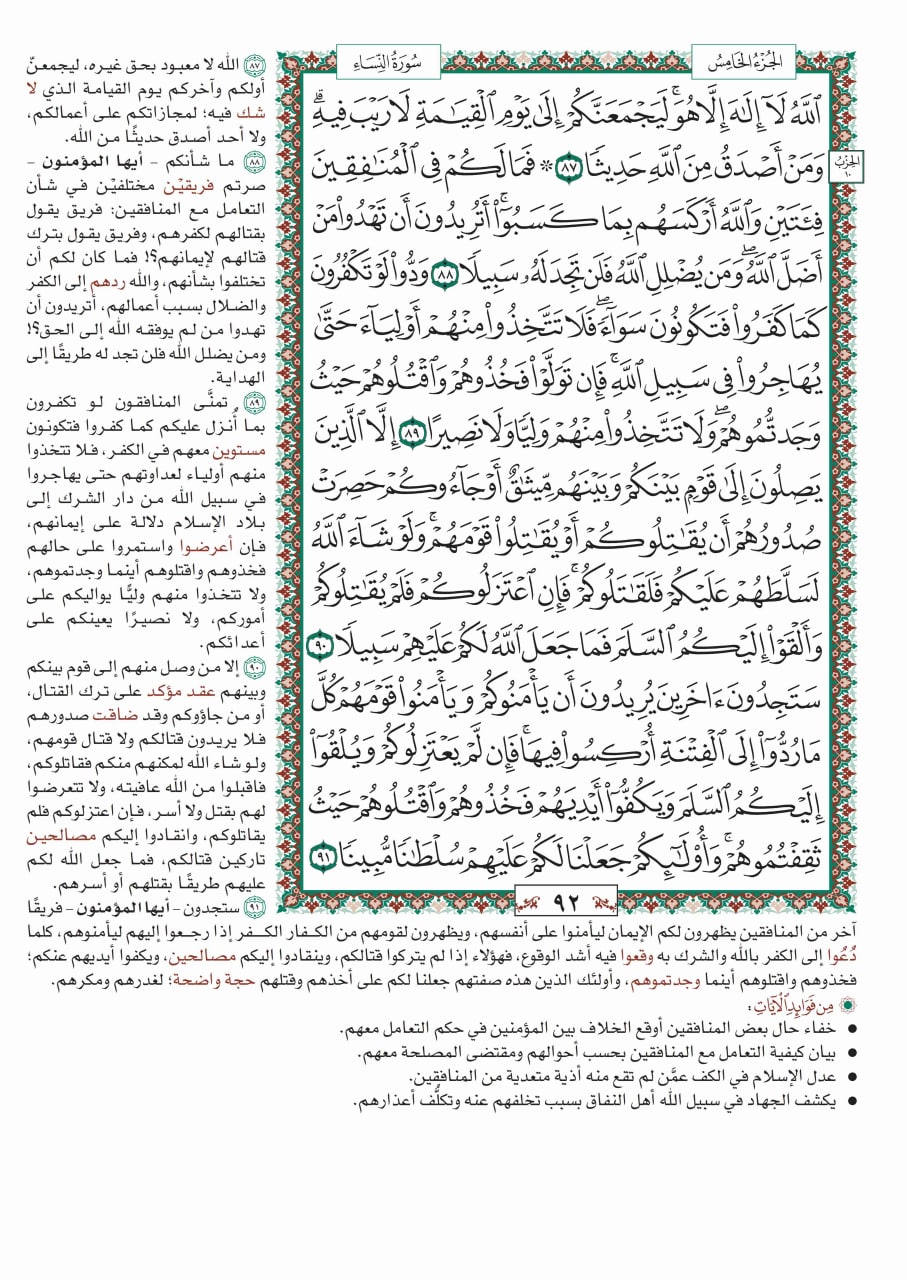 الجُزْءُ الخَامِسُ
سُورَةُ النِّسَاءِ
ٱللَّهُ لَآ إِلَٰهَ إِلَّا هُوَۚ لَيَجۡمَعَنَّكُمۡ إِلَىٰ يَوۡمِ ٱلۡقِيَٰمَةِ لَا رَيۡبَ فِيهِۗ
وَمَنۡ أَصۡدَقُ مِنَ ٱللَّهِ حَدِيثٗا ٨٧ ۞ فَمَا لَكُمۡ فِي ٱلۡمُنَٰفِقِينَ
الحِزْبُ
١٠
فِئَتَيۡنِ وَٱللَّهُ أَرۡكَسَهُم بِمَا كَسَبُوٓاْۚ أَتُرِيدُونَ أَن تَهۡدُواْ مَنۡ
أَضَلَّ ٱللَّهُۖ وَمَن يُضۡلِلِ ٱللَّهُ فَلَن تَجِدَ لَهُۥ سَبِيلٗا ٨٨ وَدُّواْ لَوۡ تَكۡفُرُونَ
كَمَا كَفَرُواْ فَتَكُونُونَ سَوَآءٗۖ فَلَا تَتَّخِذُواْ مِنۡهُمۡ أَوۡلِيَآءَ حَتَّىٰ
يُهَاجِرُواْ فِي سَبِيلِ ٱللَّهِۚ فَإِن تَوَلَّوۡاْ فَخُذُوهُمۡ وَٱقۡتُلُوهُمۡ حَيۡثُ
وَجَدتُّمُوهُمۡۖ وَلَا تَتَّخِذُواْ مِنۡهُمۡ وَلِيّٗا وَلَا نَصِيرًا ٨٩ إِلَّا ٱلَّذِينَ
يَصِلُونَ إِلَىٰ قَوۡمِۭ بَيۡنَكُمۡ وَبَيۡنَهُم مِّيثَٰقٌ أَوۡ جَآءُوكُمۡ حَصِرَتۡ
صُدُورُهُمۡ أَن يُقَٰتِلُوكُمۡ أَوۡ يُقَٰتِلُواْ قَوۡمَهُمۡۚ وَلَوۡ شَآءَ ٱللَّهُ
لَسَلَّطَهُمۡ عَلَيۡكُمۡ فَلَقَٰتَلُوكُمۡۚ فَإِنِ ٱعۡتَزَلُوكُمۡ فَلَمۡ يُقَٰتِلُوكُمۡ
وَأَلۡقَوۡاْ إِلَيۡكُمُ ٱلسَّلَمَ فَمَا جَعَلَ ٱللَّهُ لَكُمۡ عَلَيۡهِمۡ سَبِيلٗا ٩٠
سَتَجِدُونَ ءَاخَرِينَ يُرِيدُونَ أَن يَأۡمَنُوكُمۡ وَيَأۡمَنُواْ قَوۡمَهُمۡ كُلَّ
مَا رُدُّوٓاْ إِلَى ٱلۡفِتۡنَةِ أُرۡكِسُواْ فِيهَاۚ فَإِن لَّمۡ يَعۡتَزِلُوكُمۡ وَيُلۡقُوٓاْ
إِلَيۡكُمُ ٱلسَّلَمَ وَيَكُفُّوٓاْ أَيۡدِيَهُمۡ فَخُذُوهُمۡ وَٱقۡتُلُوهُمۡ حَيۡثُ
ثَقِفۡتُمُوهُمۡۚ وَأُوْلَٰٓئِكُمۡ جَعَلۡنَا لَكُمۡ عَلَيۡهِمۡ سُلۡطَٰنٗا مُّبِينٗا ٩١
٩٢
٨٧ الله لا معبود بحق غيره، ليجمعنّ
أولكم وآخركم يوم القيامة الذي لا
شك فيه؛ لمجازاتكم على أعمالكم،
ولا أحد أصدق حديثًا من الله.
٨٨ ما شأنكم - أيها المؤمنون -
صرتم فريقيْن مختلفيْن في شأن
التعامل مع المنافقين: فريق يقول
بقتالهم لكفرهم، وفريق يقول بترك
قتالهم لإيمانهم؟! فما كان لكم أن
تختلفوا بشأنهم، والله ردهم إلى الكفر
والضلال بسبب أعمالهم، أتريدون أن
تهدوا من لم يوفقه الله إلى الحق؟!
ومن يضلل الله فلن تجد له طريقًا إلى
الهداية.
٨٩ تمنَّى المنافقون لو تكفرون
بما أُنزل عليكم كما كفروا فتكونون
مستوين معهم في الكفر، فلا تتخذوا
منهم أولياء لعداوتهم حتى يهاجروا
في سبيل الله من دار الشرك إلى
بلاد الإسلام دلالة على إيمانهم،
فإن أعرضوا واستمروا على حالهم
فخذوهم واقتلوهم أينما وجدتموهم،
ولا تتخذوا منهم وليًّا يواليكم على
أموركم، ولا نصيرًا يعينكم على
أعدائكم.
٩٠ إلا من وصل منهم إلى قوم بينكم
وبينهم عقد مؤكد على ترك القتال،
أو من جاؤوكم وقد ضاقت صدورهم
فلا يريدون قتالكم ولا قتال قومهم،
ولو شاء الله لمكنهم منكم فقاتلوكم،
فاقبلوا من الله عافيته، ولا تتعرضوا
لهم بقتل ولا أسر، فإن اعتزلوكم فلم
يقاتلوكم، وانقادوا إليكم مصالحين
تاركين قتالكم، فما جعل الله لكم
عليهم طريقًا بقتلهم أو أسرهم.
٩١ ستجدون - أيها المؤمنون - فريقًا
آخر من المنافقين يظهرون لكم الإيمان ليأمنوا على أنفسهم، ويظهرون لقومهم من الكفار الكفر إذا رجعوا إليهم ليأمنوهم، كلما
دُعُوا إلى الكفر بالله والشرك به وقعوا فيه أشد الوقوع، فهؤلاء إذا لم يتركوا قتالكم، وينقادوا إليكم مصالحين، ويكفوا أيديهم عنكم؛
فخذوهم واقتلوهم أينما وجدتموهم، وأولئك الذين هذه صفتهم جعلنا لكم على أخذهم وقتلهم حجة واضحة؛ لغدرهم ومكرهم.
مِن فَوَائِدِ الآيَاتِ:
• خفاء حال بعض المنافقين أوقع الخلاف بين المؤمنين في حكم التعامل معهم.
• بيان كيفية التعامل مع المنافقين بحسب أحوالهم ومقتضى المصلحة معهم.
• عدل الإسلام في الكف عمَّن لم تقع منه أذية متعدية من المنافقين.
• يكشف الجهاد في سبيل الله أهل النفاق بسبب تخلفهم عنه وتكلُّف أعذارهم.